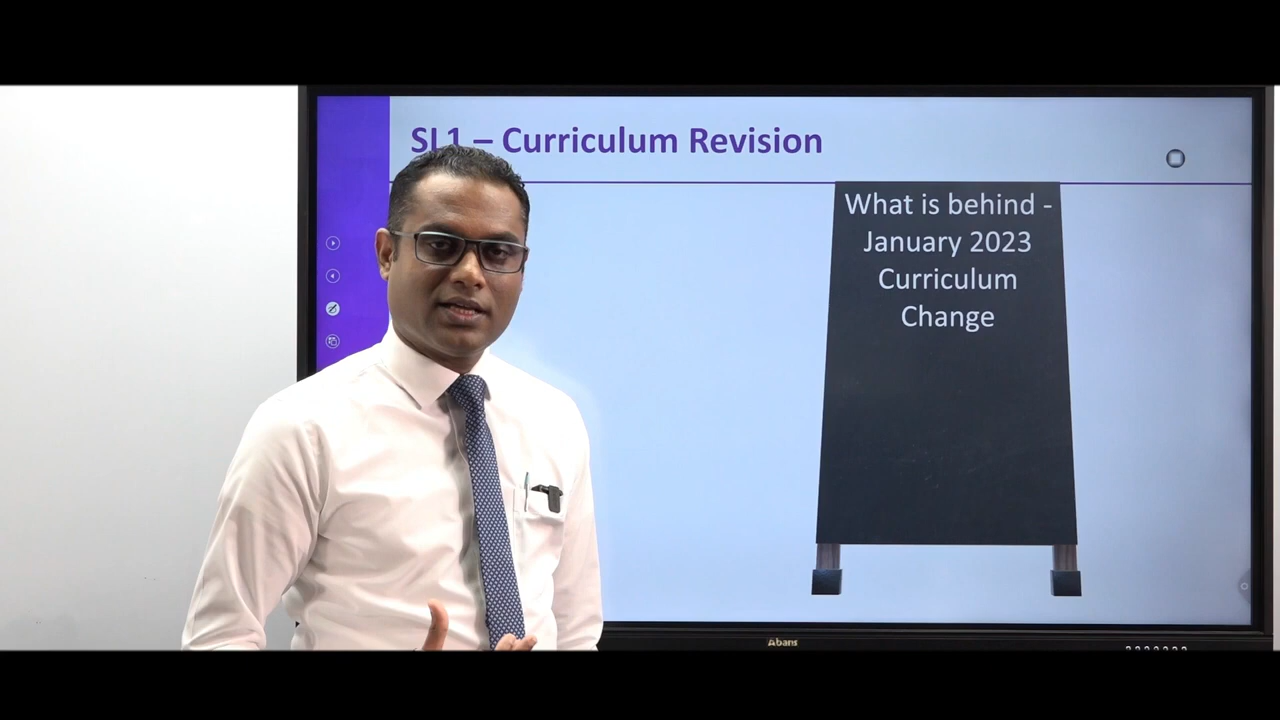 SL1 – Curriculum Revision
What is behind -
January 2023
Curriculum
Change
Abans